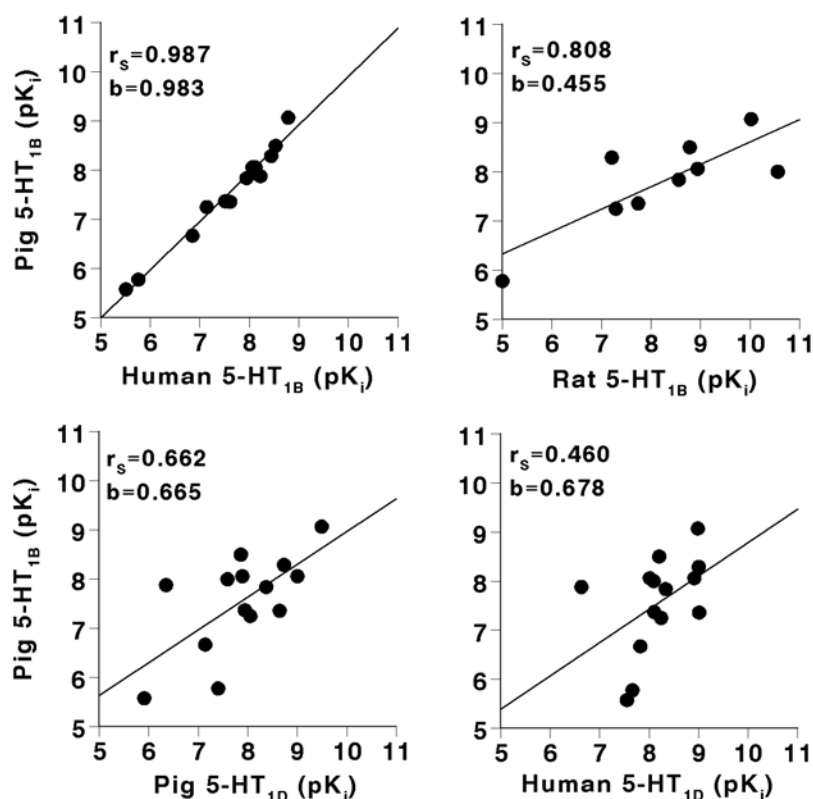 11
10
9
8
7
6
5
Pig 5-HT1B (pKi)
rS=0.987
b=0.983
5 6 7 8 9 10 11
Human 5-HT1B (pKi)
11
10
9
8
7
6
5
rS=0.808
b=0.455
5 6 7 8 9 10 11
Rat 5-HT1B (pKi)
11
10
9
8
7
6
5
Pig 5-HT1B (pKi)
rS=0.662
b=0.665
5 6 7 8 9 10 11
Pig 5-HT1D (pKi)
11
10
9
8
7
6
5
rS=0.460
b=0.678
5 6 7 8 9 10 11
Human 5-HT1D (pKi)